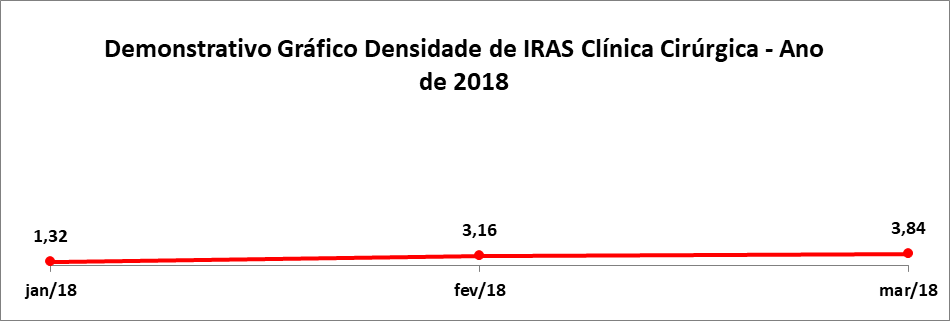 Demonstrativo Gráfico Densidade de IRAS Clínica Cirúrgica - Ano
de 2018
1,32
3,16
3,84
jan/18
fev/18
mar/18